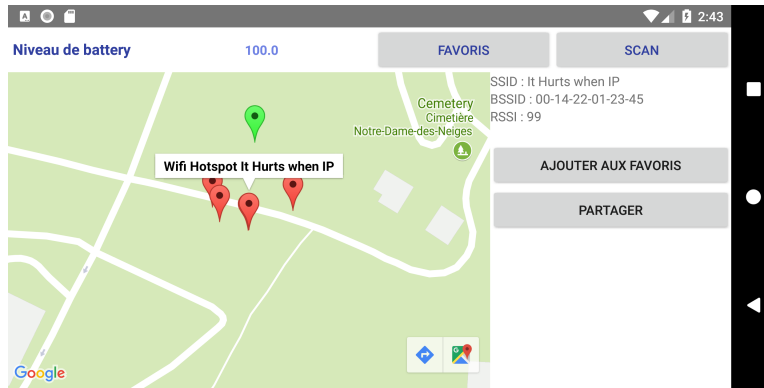 2:43
Niveau de battery
100.0
FAVORIS
SCAN
SSID : It Hurts when IP
BSSID : 00-14-22-01-23-45
RSSI : 99
AJOUTER AUX FAVORIS
PARTAGER
Cemetery
Cimetière
Notre-Dame-des-Neiges
Wifi Hotspot It Hurts when IP
Google